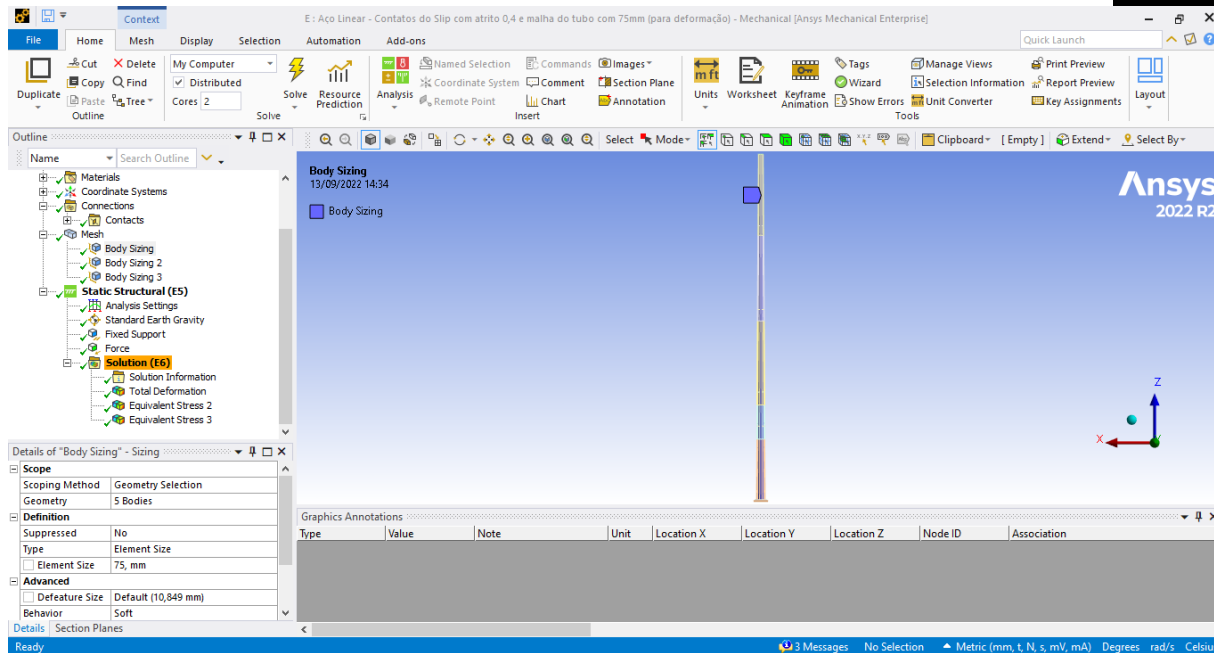 Context
E : Aço Linear - Contatos do Slip com atrito 0,4 e malha do tubo com 75mm (para deformação) - Mechanical [Ansys Mechanical Enterprise]
File Home Mesh Display Selection Automation Add-ons Quick Launch
Duplicate
Cut
Copy
Paste
Delete
Find
Tree
Outline
My Computer
Distributed
Cores 2
Solve
Solve
Resource Prediction
Analysis
Named Selection
Coordinate System
Remote Point
Commands
Comment
Chart
Images
Section Plane
Annotation
Insert
Units
Worksheet
Keyframe Animation
Tags
Wizard
Show Errors
Manage Views
Selection Information
Unit Converter
Print Preview
Report Preview
Key Assignments
Tools
Layout
Outline
Name Search Outline
Select Mode Clipboard [ Empty ] Extend Select By
Materials
Coordinate Systems
Connections
Contacts
Mesh
Body Sizing
Body Sizing 2
Body Sizing 3
Static Structural (E5)
Analysis Settings
Standard Earth Gravity
Fixed Support
Force
Solution (E6)
Solution Information
Total Deformation
Equivalent Stress 2
Equivalent Stress 3
Body Sizing
13/09/2022 14:34
Body Sizing
Ansys
2022 R2
Z
X
Details of "Body Sizing" - Sizing
Scope
Scoping Method Geometry Selection
Geometry 5 Bodies
Definition
Suppressed No
Type Element Size
Element Size 75, mm
Advanced
Defeature Size Default (10,849 mm)
Behavior Soft
Details Section Planes
Graphics Annotations
Type Value Note Unit Location X Location Y Location Z Node ID Association
Ready 3 Messages No Selection Metric (mm, t, N, s, mV, mA) Degrees rad/s Celsiu